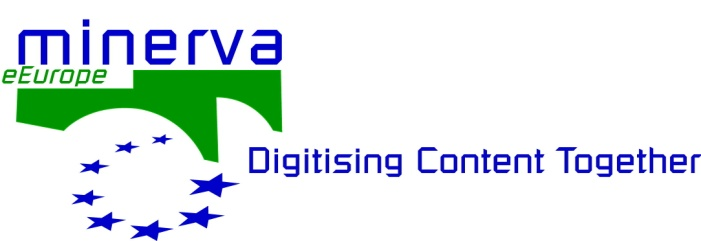 minerva
eEurope
Digitising Content Together